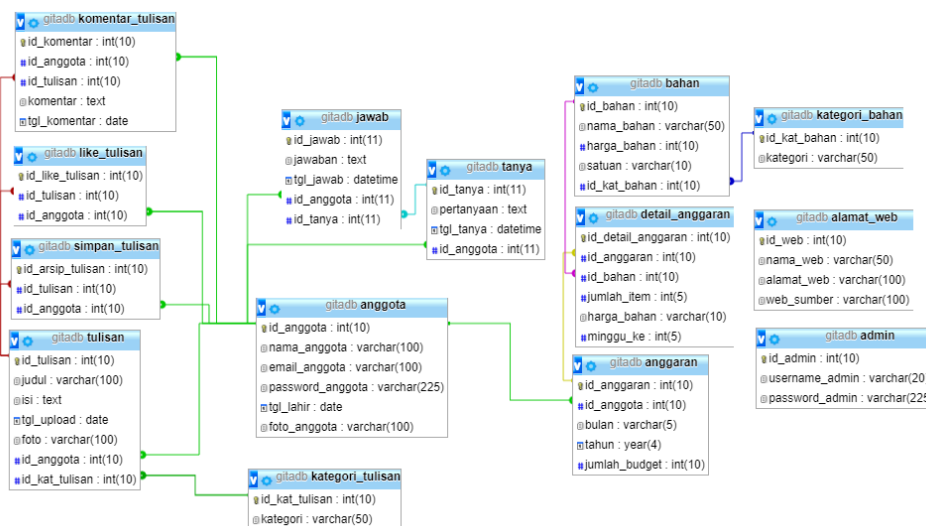 gitadb komentar_tulisan
id_komentar : int(10)
id_anggota : int(10)
id_tulisan : int(10)
komentar : text
tgl_komentar : date
gitadb like_tulisan
id_like_tulisan : int(10)
id_tulisan : int(10)
id_anggota : int(10)
gitadb simpan_tulisan
id_arsip_tulisan : int(10)
id_tulisan : int(10)
id_anggota : int(10)
gitadb tulisan
id_tulisan : int(10)
judul : varchar(100)
isi : text
tgl_upload : date
foto : varchar(100)
id_anggota : int(10)
id_kat_tulisan : int(10)
gitadb jawab
id_jawab : int(11)
jawaban : text
tgl_jawab : datetime
id_anggota : int(11)
id_tanya : int(11)
gitadb tanya
id_tanya : int(11)
pertanyaan : text
tgl_tanya : datetime
id_anggota : int(11)
gitadb anggota
id_anggota : int(10)
nama_anggota : varchar(100)
email_anggota : varchar(100)
password_anggota : varchar(225)
tgl_lahir : date
foto_anggota : varchar(100)
gitadb kategori_tulisan
id_kat_tulisan : int(10)
kategori : varchar(50)
gitadb bahan
id_bahan : int(10)
nama_bahan : varchar(50)
harga_bahan : int(10)
satuan : varchar(10)
id_kat_bahan : int(10)
gitadb detail_anggaran
id_detail_anggaran : int(10)
id_anggaran : int(10)
id_bahan : int(10)
jumlah_item : int(5)
harga_bahan : varchar(10)
minggu_ke : int(5)
gitadb anggaran
id_anggaran : int(10)
id_anggota : int(10)
bulan : varchar(5)
tahun : year(4)
jumlah_budget : int(10)
gitadb kategori_bahan
id_kat_bahan : int(10)
kategori : varchar(50)
gitadb alamat_web
id_web : int(10)
nama_web : varchar(50)
alamat_web : varchar(100)
web_sumber : varchar(100)
gitadb admin
id_admin : int(10)
username_admin : varchar(20
password_admin : varchar(225